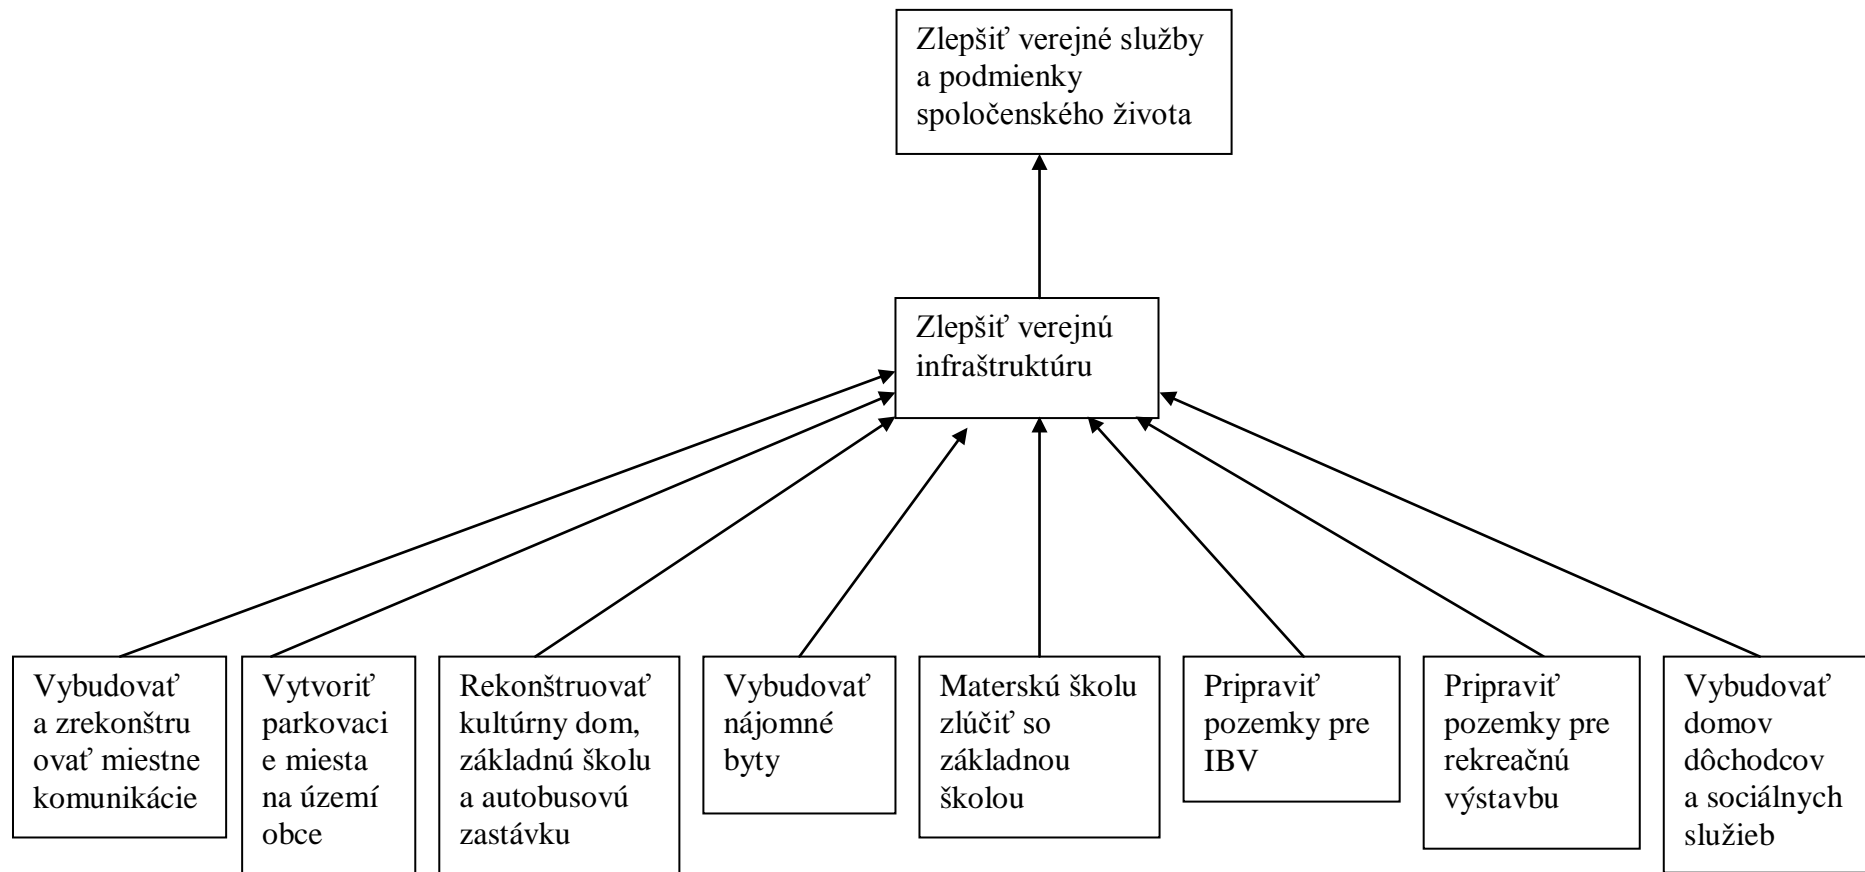 Zlepšiť verejné služby
a podmienky
spoločenského života
Zlepšiť verejnú
infraštruktúru
Vybudovať
a zrekonštru
ovať miestne
komunikácie
Vytvoriť
parkovaci
e miesta
na území
obce
Rekonštruovať
kultúrny dom,
základnú školu
a autobusovú
zastávku
Vybudovať
nájomné
byty
Materskú školu
zlúčiť so
základnou
školou
Pripraviť
pozemky pre
IBV
Pripraviť
pozemky pre
rekreačnú
výstavbu
Vybudovať
domov
dôchodcov
a sociálnych
služieb